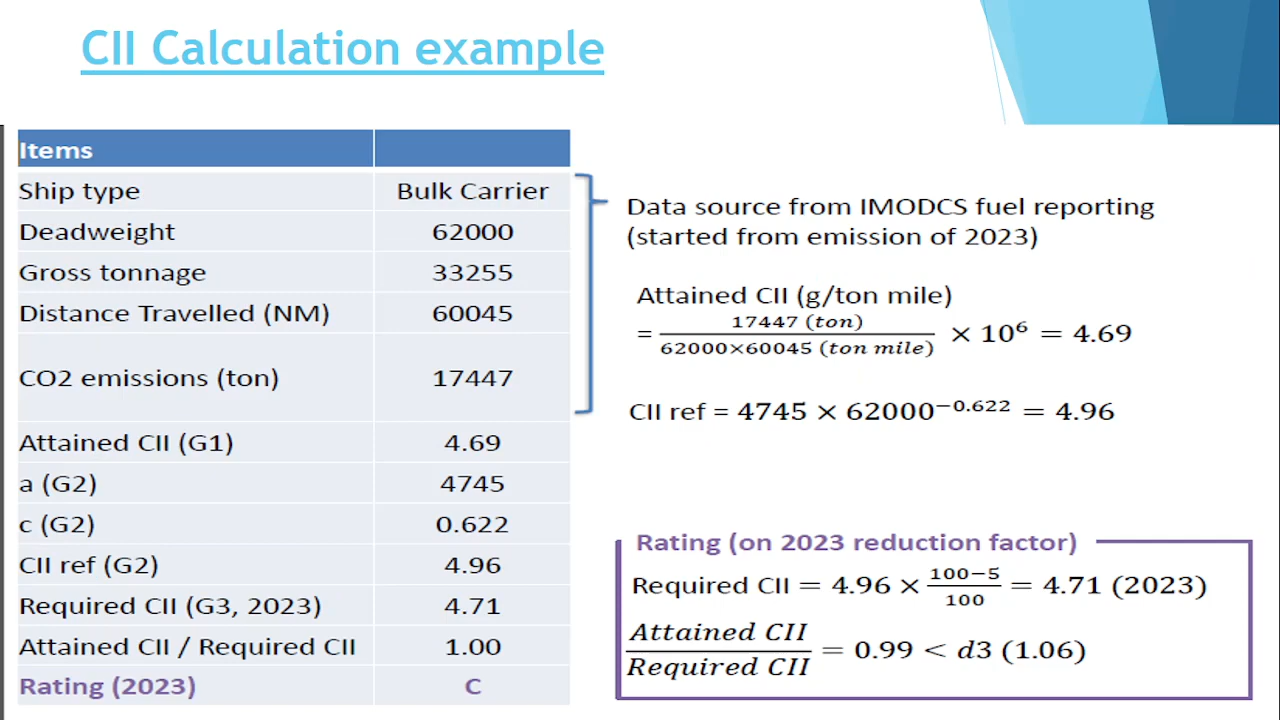 CII Calculation example
Items
Ship type Bulk Carrier
Deadweight 62000
Gross tonnage 33255
Distance Travelled (NM) 60045
CO2 emissions (ton) 17447
Attained CII (G1) 4.69
a (G2) 4745
c (G2) 0.622
CII ref (G2) 4.96
Required CII (G3, 2023) 4.71
Attained CII / Required CII 1.00
Rating (2023) C
Data source from IMODCS fuel reporting
(started from emission of 2023)
Attained CII (g/ton mile)
= 17447 (ton) / 62000×60045 (ton mile) × 10⁶ = 4.69
CII ref = 4745 × 62000⁻⁰·⁶²² = 4.96
Rating (on 2023 reduction factor)
Required CII = 4.96 × 100−5 / 100 = 4.71 (2023)
Attained CII / Required CII = 0.99 < d3 (1.06)